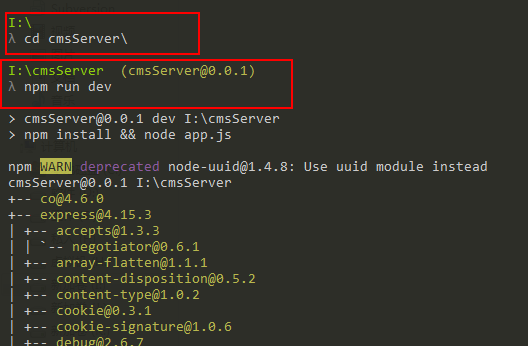 I:\
λ cd cmsServer\
I:\cmsServer (cmsServer@0.0.1)
λ npm run dev
> cmsServer@0.0.1 dev I:\cmsServer
> npm install && node app.js
npm WARN deprecated node-uuid@1.4.8: Use uuid module instead
cmsServer@0.0.1 I:\cmsServer
+-- co@4.6.0
+-- express@4.15.3
| +-- accepts@1.3.3
| | `-- negotiator@0.6.1
| +-- array-flatten@1.1.1
| +-- content-disposition@0.5.2
| +-- content-type@1.0.2
| +-- cookie@0.3.1
| +-- cookie-signature@1.0.6
| +-- debug@2.6.7